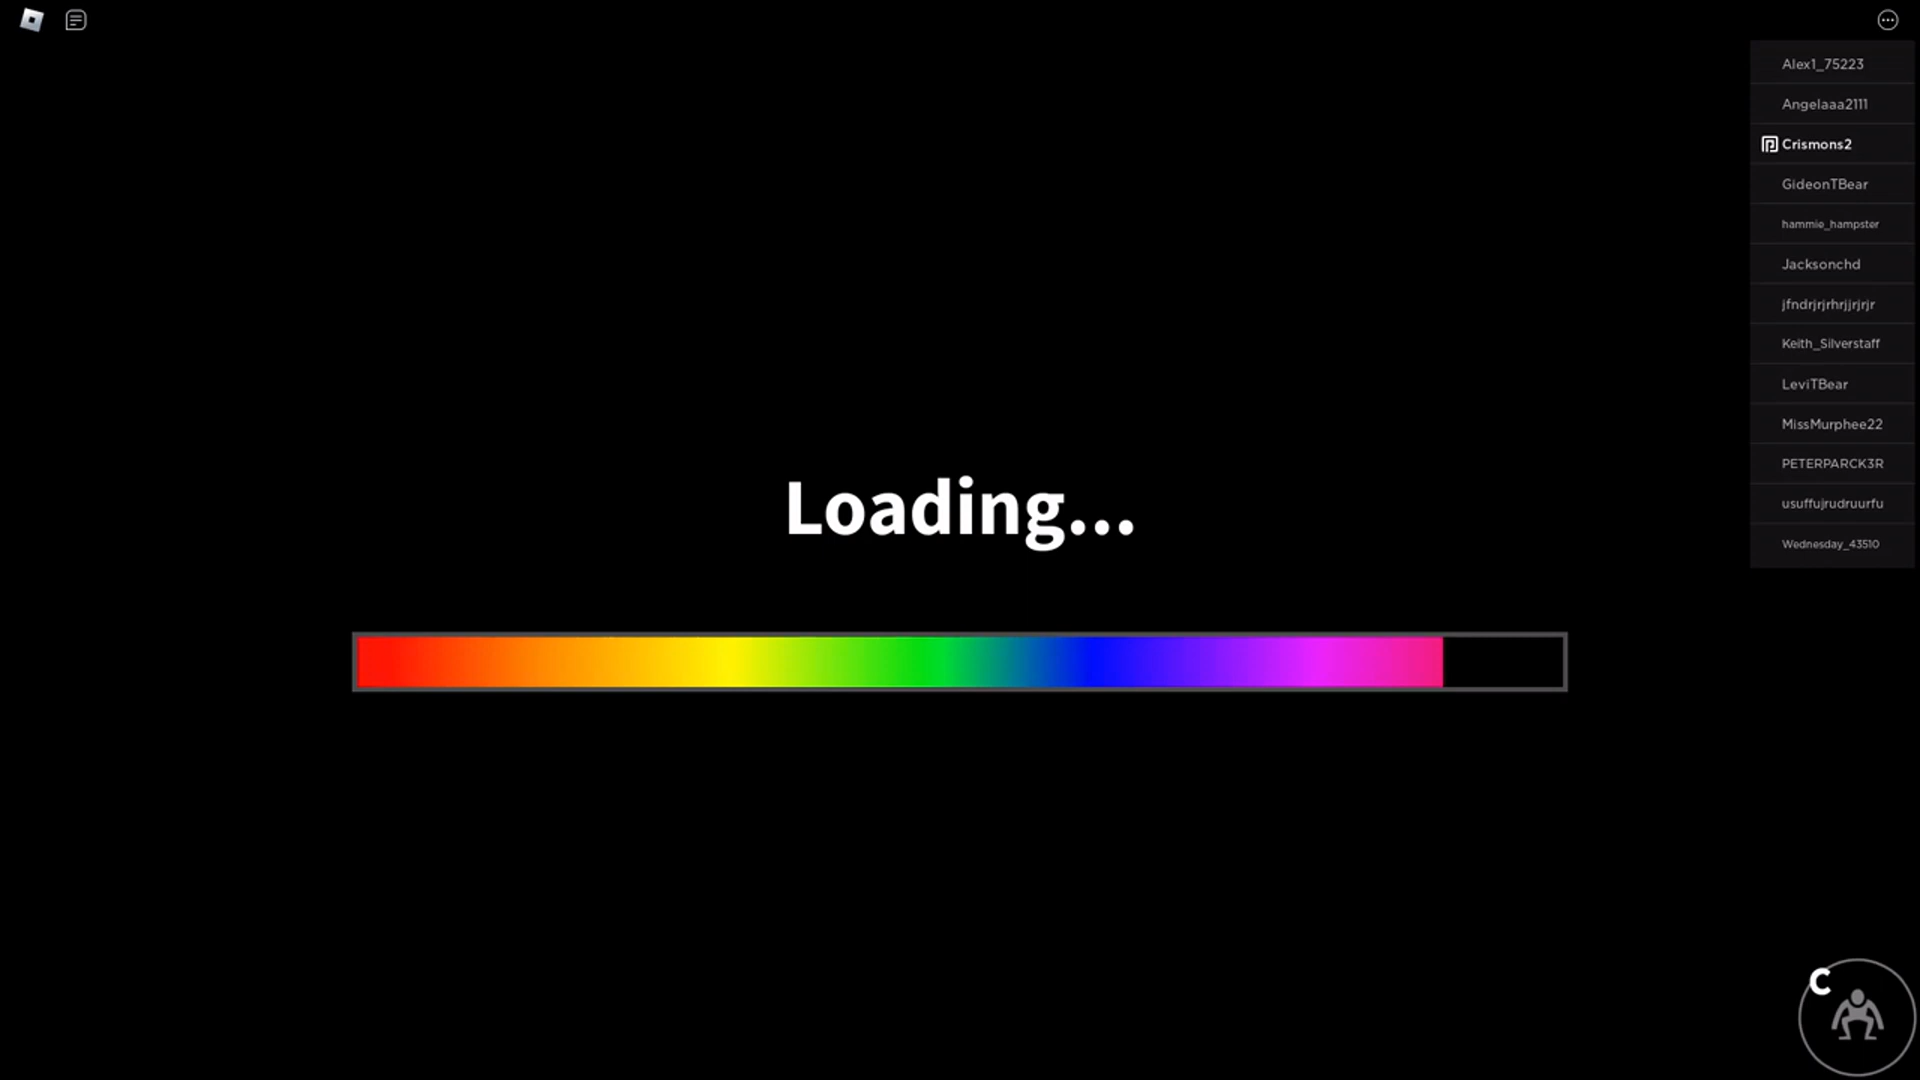 Alex1_75223
Angelaaa2111
Crismons2
GideonTBear
hammie_hampster
Jacksonchd
jfndrjrjrhrjjrjrjr
Keith_Silverstaff
LeviTBear
MissMurphee22
PETERPARCK3R
usuffujrudruurfu
Wednesday_43510
Loading...
C